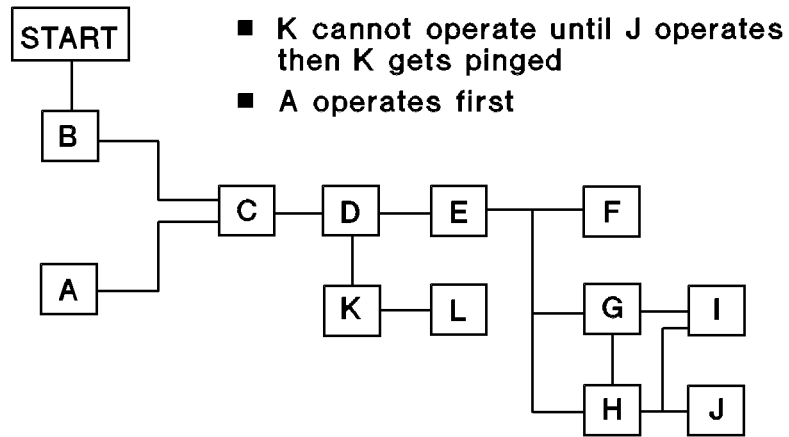 START
■ K cannot operate until J operates
then K gets pinged
■ A operates first
B
C D E F
A
K L G I
H J